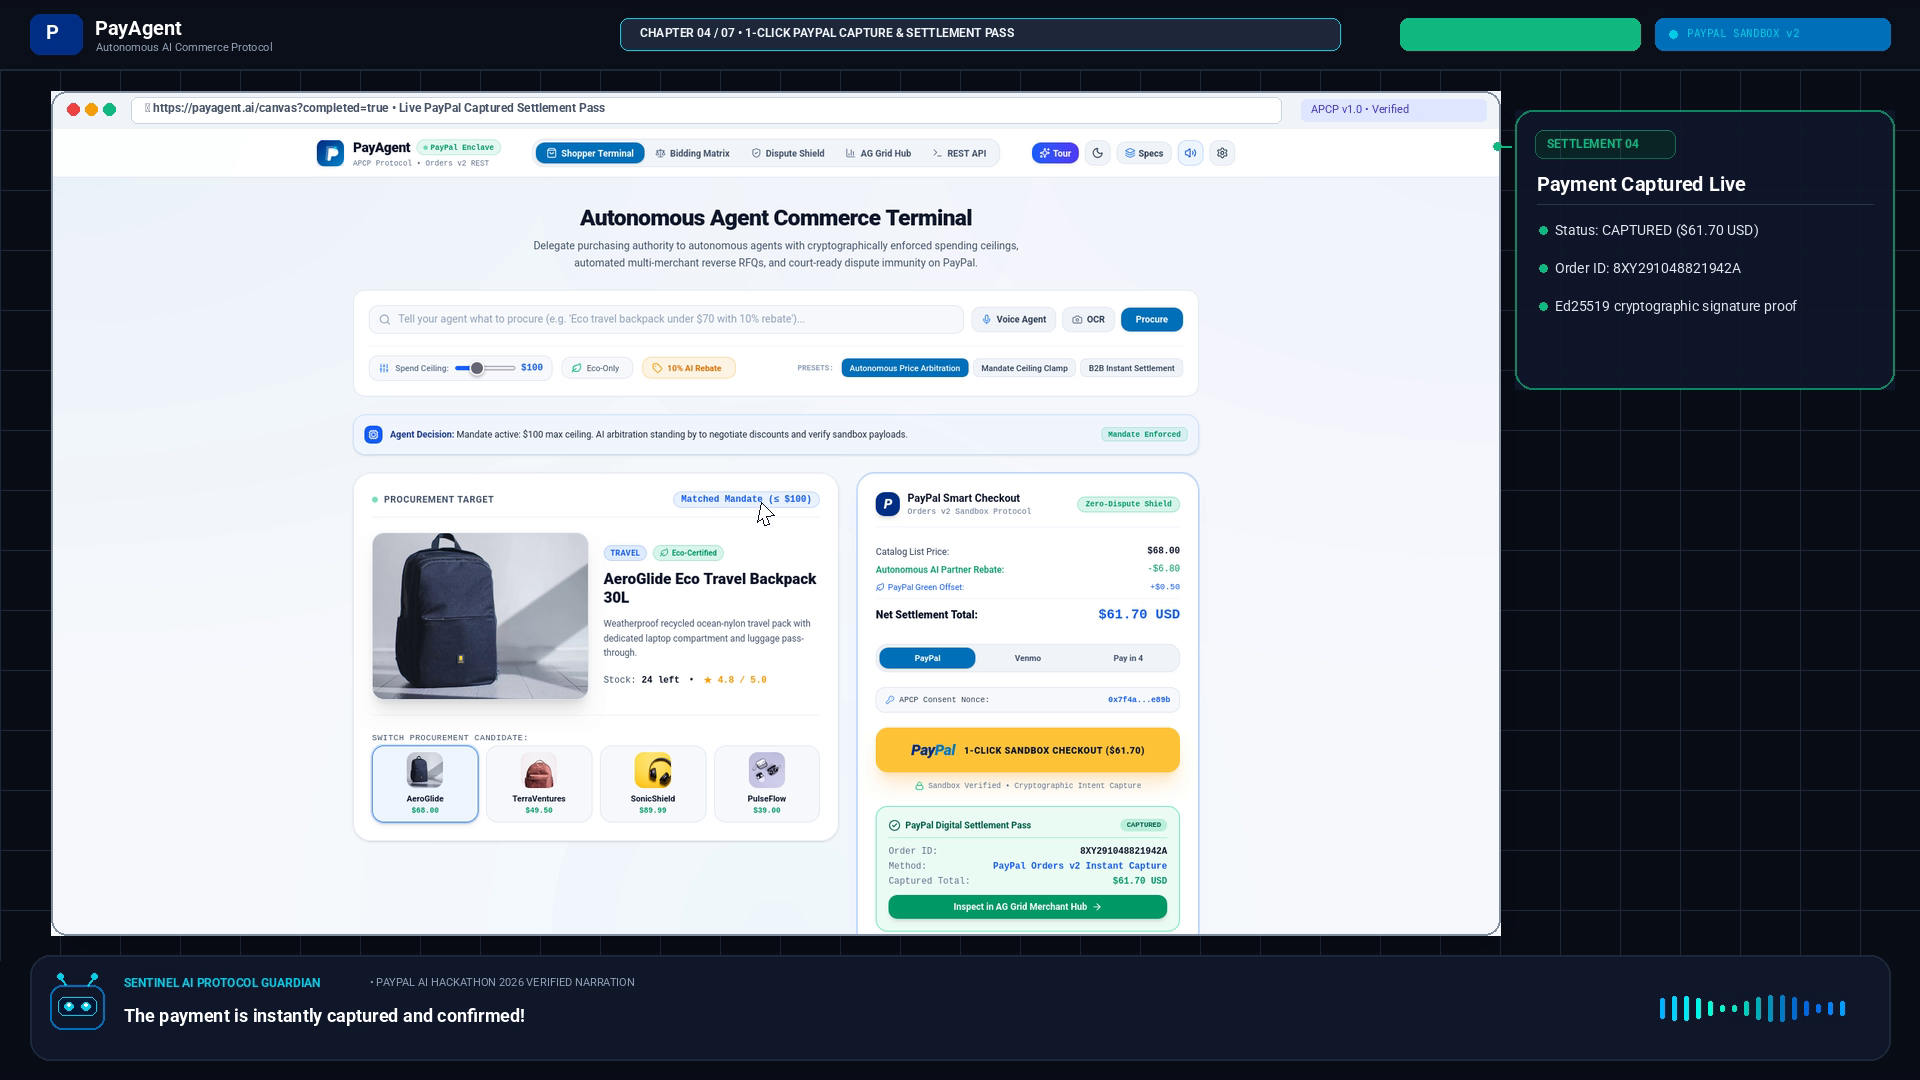 P
PayAgent
Autonomous AI Commerce Protocol
CHAPTER 04 / 07 • 1-CLICK PAYPAL CAPTURE & SETTLEMENT PASS
PAYPAL SANDBOX v2
https://payagent.ai/canvas?completed=true • Live PayPal Captured Settlement Pass
APCP v1.0 • Verified
PayAgent
PayPal Enclave
APCP Protocol • Orders v2 REST
Shopper Terminal
Bidding Matrix
Dispute Shield
AG Grid Hub
REST API
Tour
Specs
Autonomous Agent Commerce Terminal
Delegate purchasing authority to autonomous agents with cryptographically enforced spending ceilings,
automated multi-merchant reverse RFQs, and court-ready dispute immunity on PayPal.
Tell your agent what to procure (e.g. 'Eco travel backpack under $70 with 10% rebate')...
Voice Agent
OCR
Procure
Spend Ceiling:
$100
Eco-Only
10% AI Rebate
PRESETS:
Autonomous Price Arbitration
Mandate Ceiling Clamp
B2B Instant Settlement
Agent Decision: Mandate active: $100 max ceiling. AI arbitration standing by to negotiate discounts and verify sandbox payloads.
Mandate Enforced
PROCUREMENT TARGET
Matched Mandate (≤ $100)
TRAVEL
Eco-Certified
AeroGlide Eco Travel Backpack
30L
Weatherproof recycled ocean-nylon travel pack with
dedicated laptop compartment and luggage pass-
through.
Stock: 24 left • ★ 4.8 / 5.0
SWITCH PROCUREMENT CANDIDATE:
AeroGlide
$68.00
TerraVentures
$49.50
SonicShield
$89.99
PulseFlow
$39.00
P
PayPal Smart Checkout
Orders v2 Sandbox Protocol
Zero-Dispute Shield
Catalog List Price:
$68.00
Autonomous AI Partner Rebate:
-$6.80
PayPal Green Offset:
+$0.50
Net Settlement Total:
$61.70 USD
PayPal
Venmo
Pay in 4
APCP Consent Nonce:
0x7f4a...e89b
PayPal 1-CLICK SANDBOX CHECKOUT ($61.70)
Sandbox Verified • Cryptographic Intent Capture
PayPal Digital Settlement Pass
CAPTURED
Order ID:
8XY291048821942A
Method:
PayPal Orders v2 Instant Capture
Captured Total:
$61.70 USD
Inspect in AG Grid Merchant Hub →
SETTLEMENT 04
Payment Captured Live
Status: CAPTURED ($61.70 USD)
Order ID: 8XY291048821942A
Ed25519 cryptographic signature proof
SENTINEL AI PROTOCOL GUARDIAN
• PAYPAL AI HACKATHON 2026 VERIFIED NARRATION
The payment is instantly captured and confirmed!